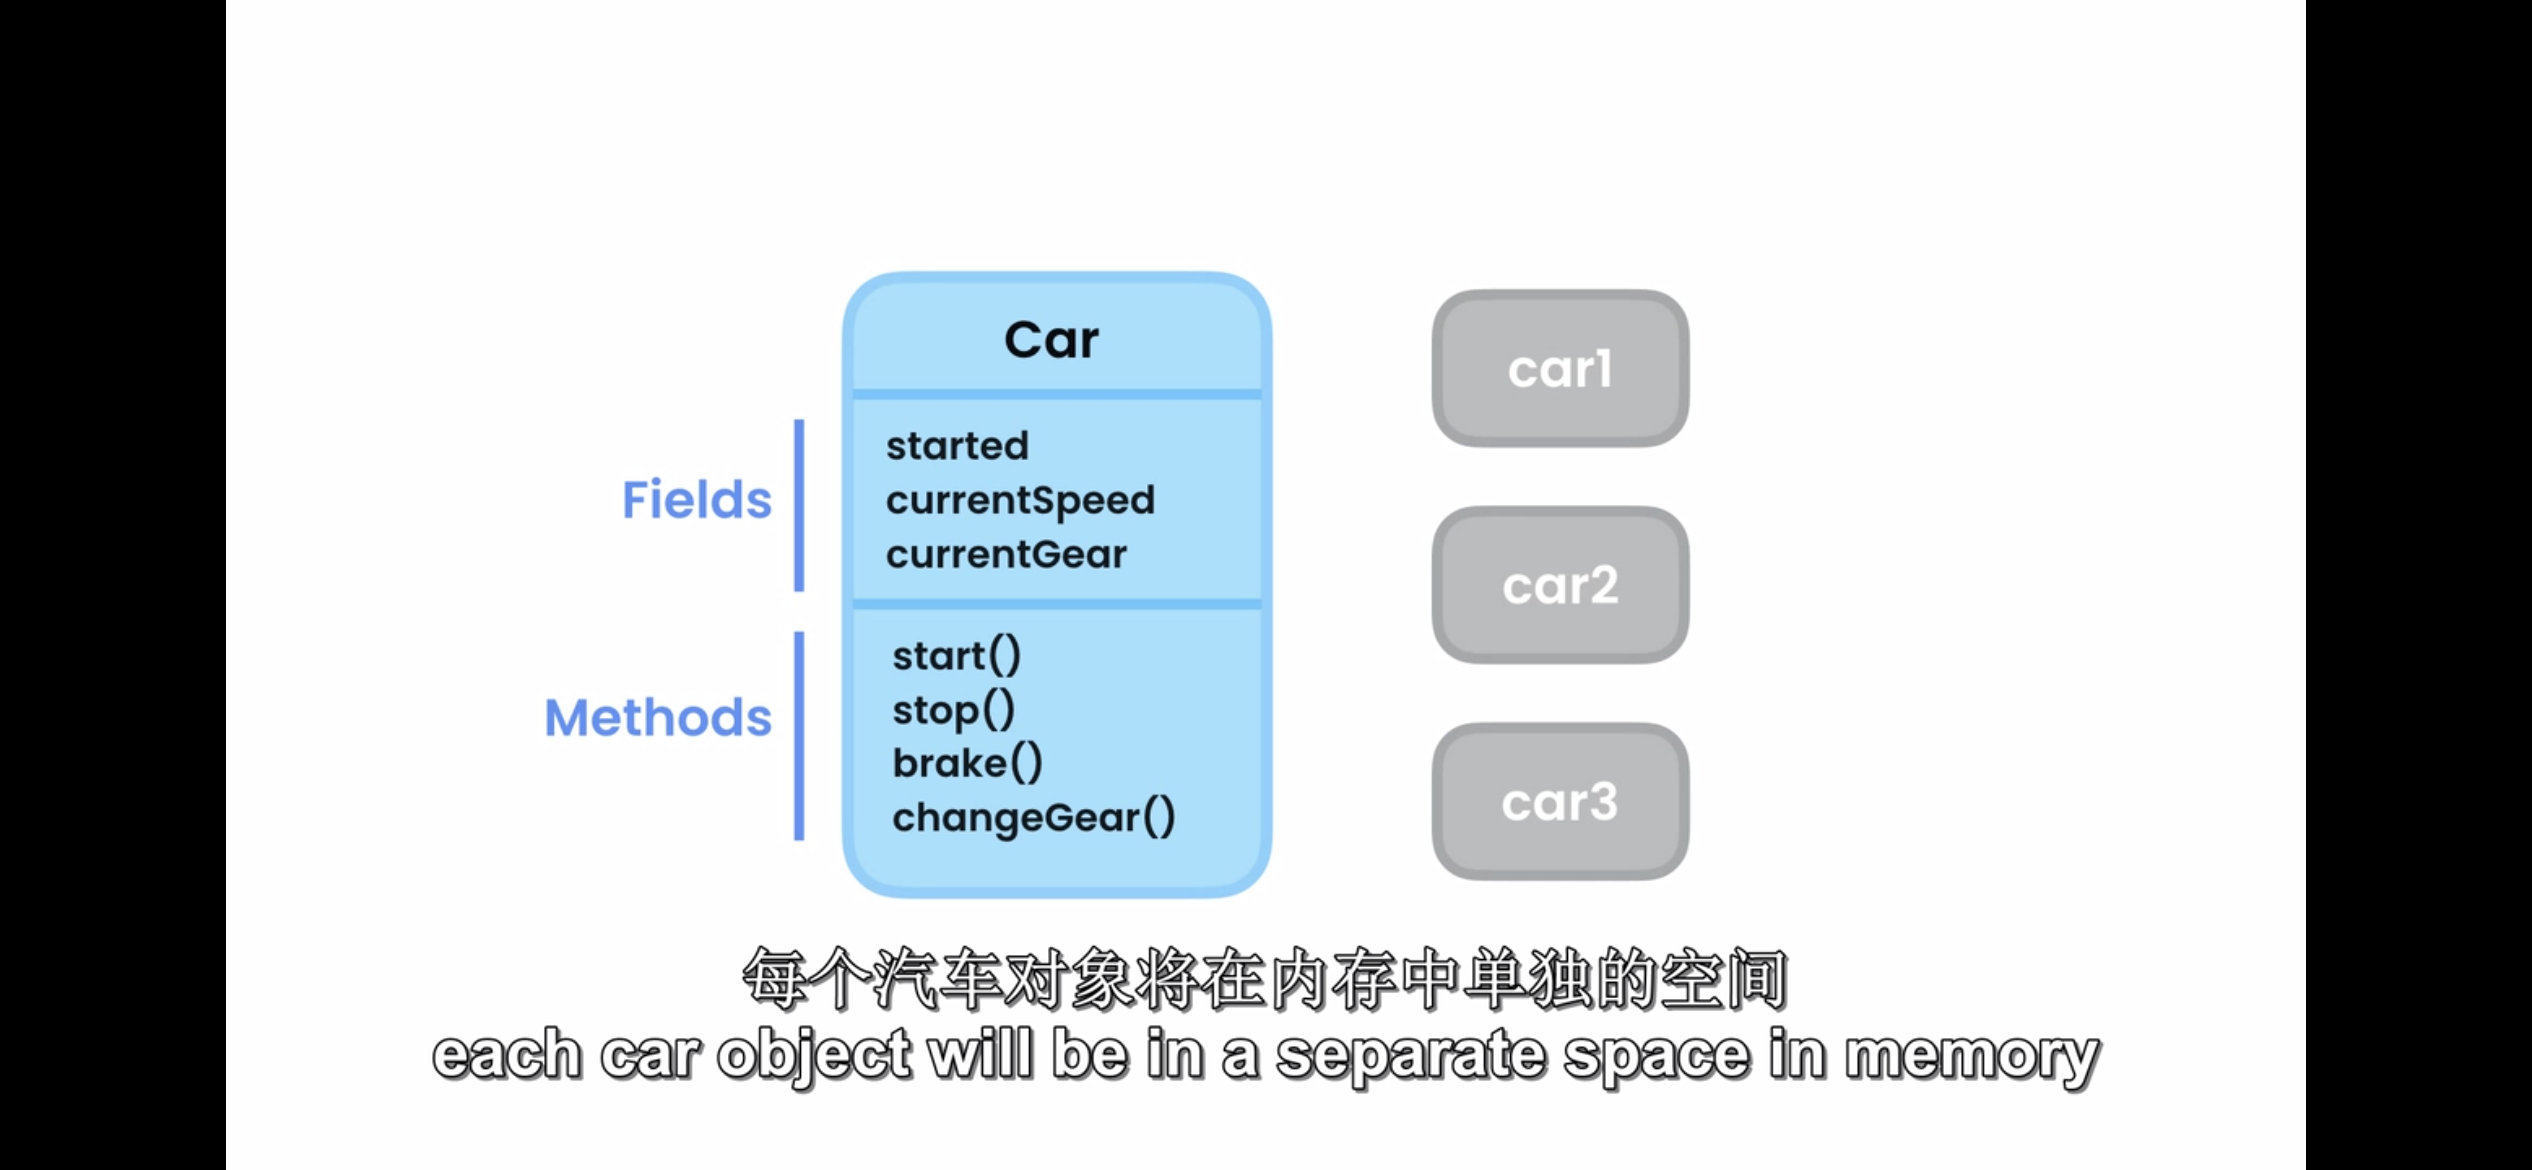 Car
Fields
started
currentSpeed
currentGear
Methods
start()
stop()
brake()
changeGear()
car1
car2
car3
每个汽车对象将在内存中单独的空间
each car object will be in a separate space in memory